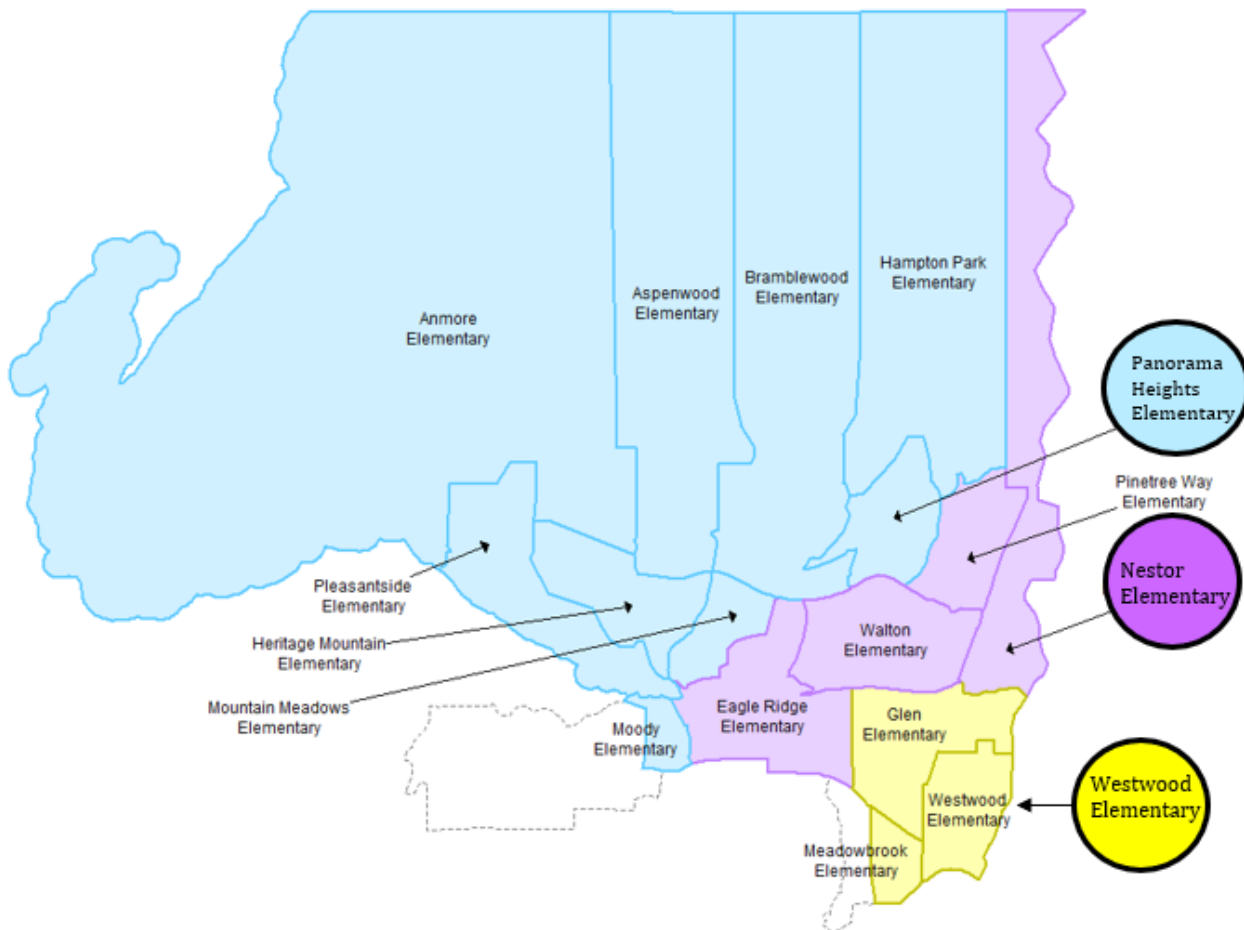 Hampton Park
Elementary
Bramblewood
Elementary
Aspenwood
Elementary
Anmore
Elementary
Panorama
Heights
Elementary
Pinetree Way
Elementary
Pleasantside
Elementary
Nestor
Elementary
Heritage Mountain
Elementary
Walton
Elementary
Mountain Meadows
Elementary
Eagle Ridge
Elementary
Glen
Elementary
Moody
Elementary
Westwood
Elementary
Westwood
Elementary
Meadowbrook
Elementary